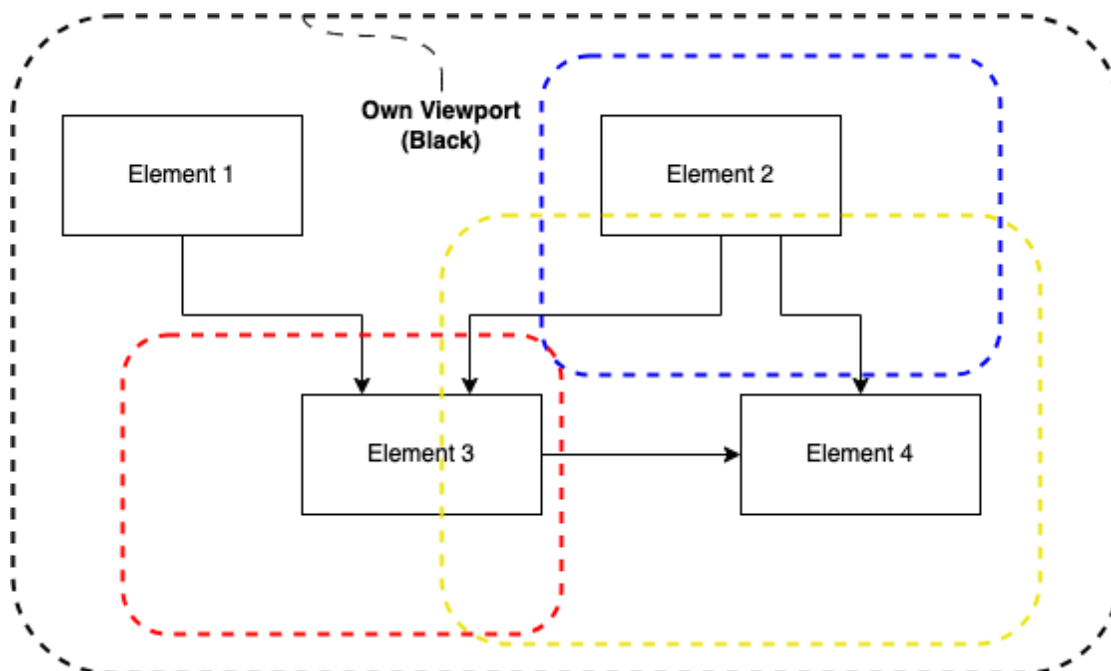 Own Viewport
(Black)
Element 1
Element 2
Element 3
Element 4